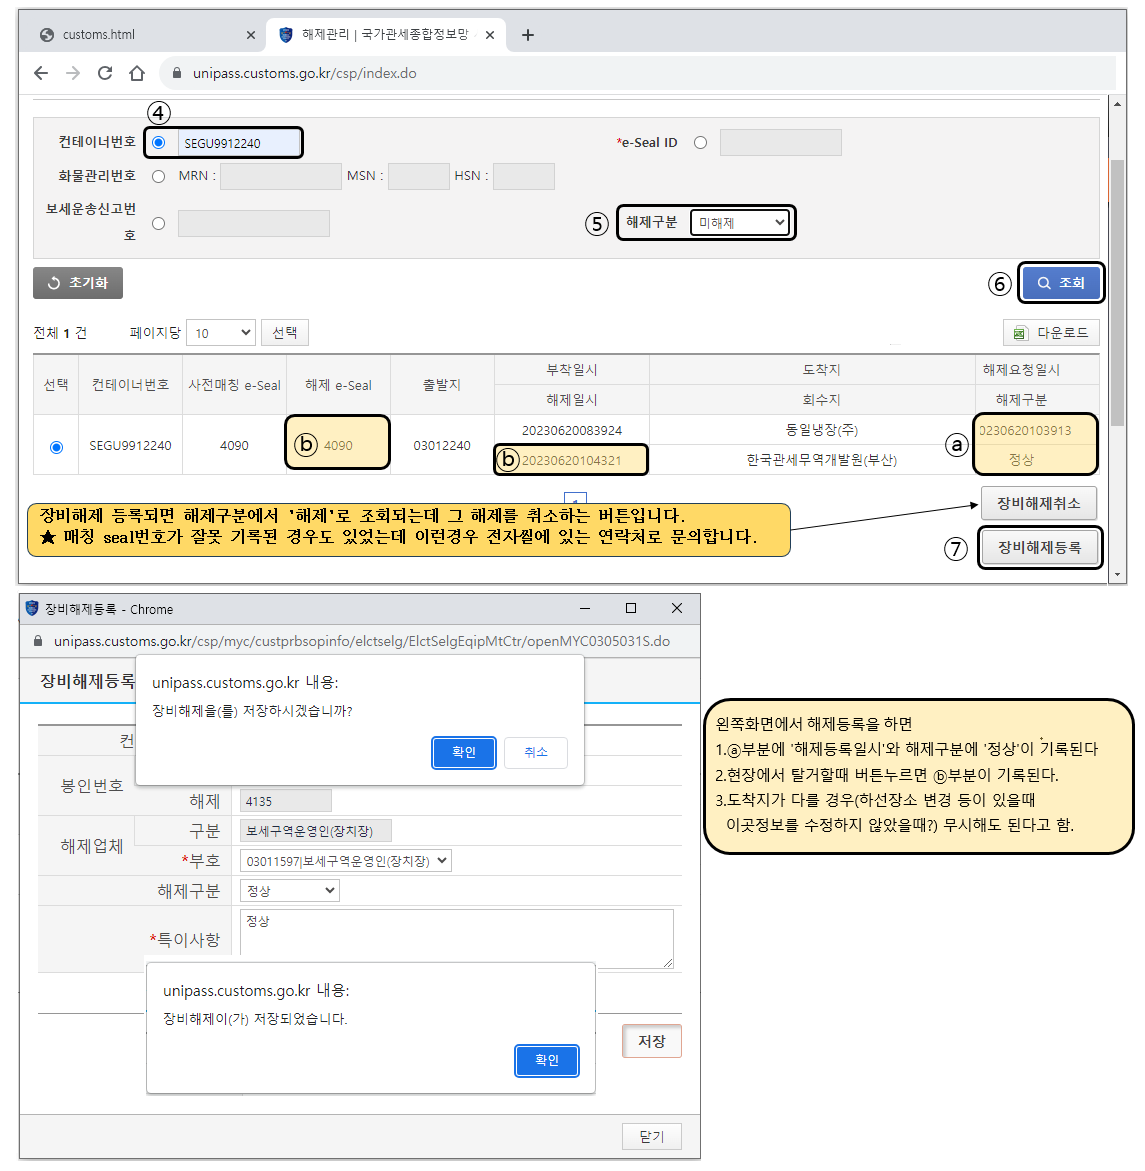 customs.html
해제관리 | 국가관세종합정보망
unipass.customs.go.kr/csp/index.do
④
컨테이너번호 SEGU9912240 *e-Seal ID
화물관리번호 MRN : MSN : HSN :
보세운송신고번
호
⑤ 해제구분 미해제
초기화 ⑥ 조회
전체 1 건 페이지당 10 선택 다운로드
선택 컨테이너번호 사전매칭 e-Seal 해제 e-Seal 출발지 부착일시 도착지 해제요청일시
해제일시 회수지 해제구분
SEGU9912240 4090 ⓑ 4090 03012240 20230620083924 동일냉장(주) ⓐ 0230620103913
ⓑ 20230620104321 한국관세무역개발원(부산) 정상
장비해제취소
장비해제 등록되면 해제구분에서 '해제'로 조회되는데 그 해제를 취소하는 버튼입니다.
★ 매칭 seal번호가 잘못 기록된 경우도 있었는데 이런경우 전자씰에 있는 연락처로 문의합니다.
⑦ 장비해제등록
장비해제등록 - Chrome
unipass.customs.go.kr/csp/myc/custprbsopinfo/elctselg/ElctSelgEqipMtCtr/openMYC0305031S.do
장비해제등록
unipass.customs.go.kr 내용:
장비해제을(를) 저장하시겠습니까?
확인 취소
컨
봉인번호
해제 4135
해제업체
구분 보세구역운영인(장치장)
*부호 03011597|보세구역운영인(장치장)
해제구분 정상
*특이사항 정상
unipass.customs.go.kr 내용:
장비해제이(가) 저장되었습니다.
확인
저장
닫기
왼쪽화면에서 해제등록을 하면
1.ⓐ부분에 '해제등록일시'와 해제구분에 '정상'이 기록된다
2.현장에서 탈거할때 버튼누르면 ⓑ부분이 기록된다.
3.도착지가 다를 경우(하선장소 변경 등이 있을때
이곳정보를 수정하지 않았을때?) 무시해도 된다고 함.